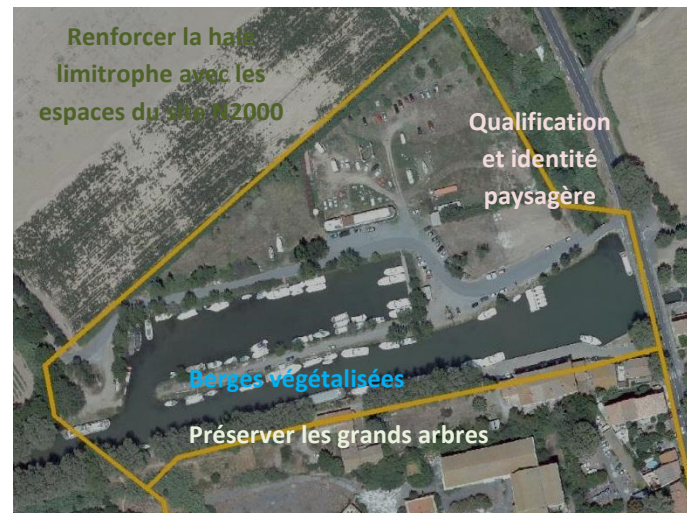 Renforcer la haie
limitrophe avec les
espaces du site N2000
Qualification
et identité
paysagère
Berges végétalisées
Préserver les grands arbres